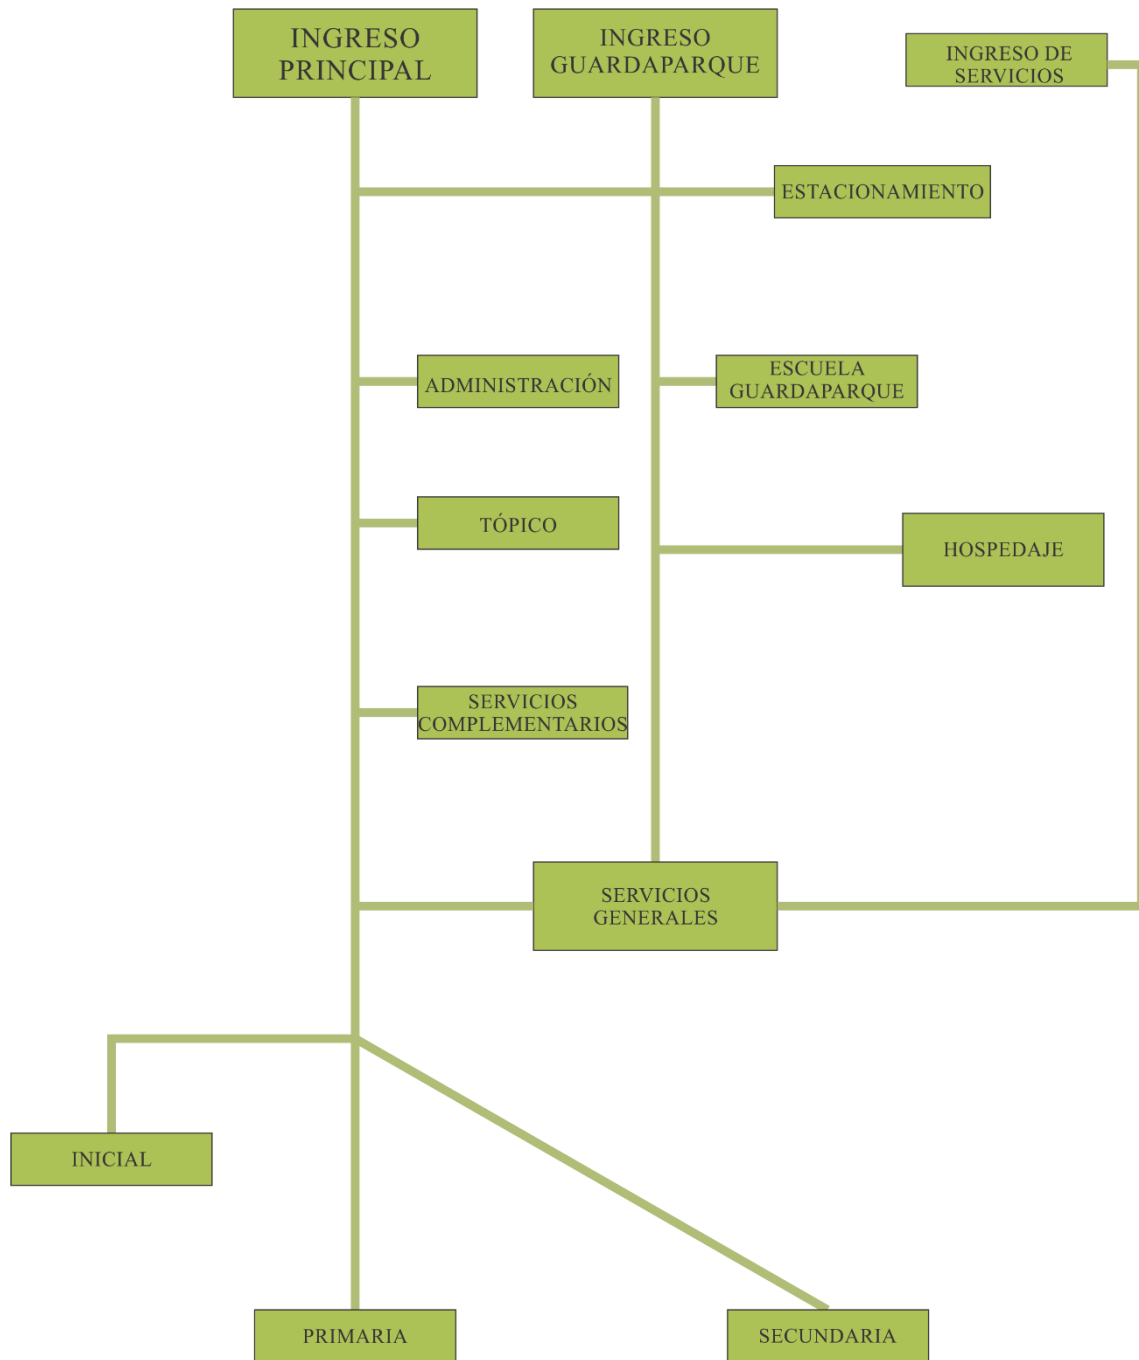 INGRESO
PRINCIPAL
INGRESO
GUARDAPARQUE
INGRESO DE
SERVICIOS
ESTACIONAMIENTO
ADMINISTRACIÓN
ESCUELA
GUARDAPARQUE
TÓPICO
HOSPEDAJE
SERVICIOS
COMPLEMENTARIOS
SERVICIOS
GENERALES
INICIAL
PRIMARIA
SECUNDARIA